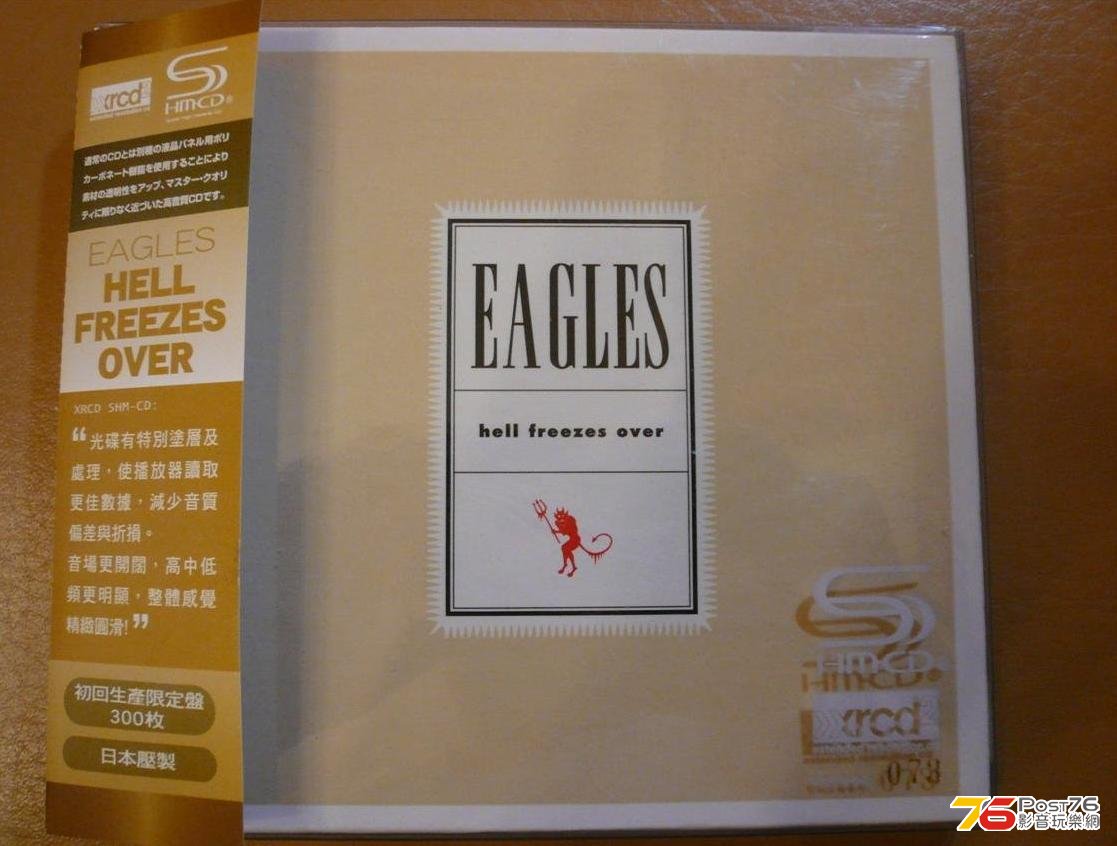 xrcd
SHM-CD®
通常のCDとは別種の液晶パネル用ポリ
カーボネート樹脂を使用することにより
素材の透明性をアップ、マスター・クオリ
ティに限りなく近づいた高音質CDです。
EAGLES
HELL
FREEZES
OVER
XRCD SHM-CD:
“光碟有特別塗層及
處理，使播放器讀取
更佳數據，減少音質
偏差與折損。
音場更開闊，高中低
頻更明顯，整體感覺
精緻圓滑!”
初回生產限定盤
300枚
日本壓製
EAGLES
hell freezes over
SHM-CD
xrcd
078
76 Post76
影音玩樂網